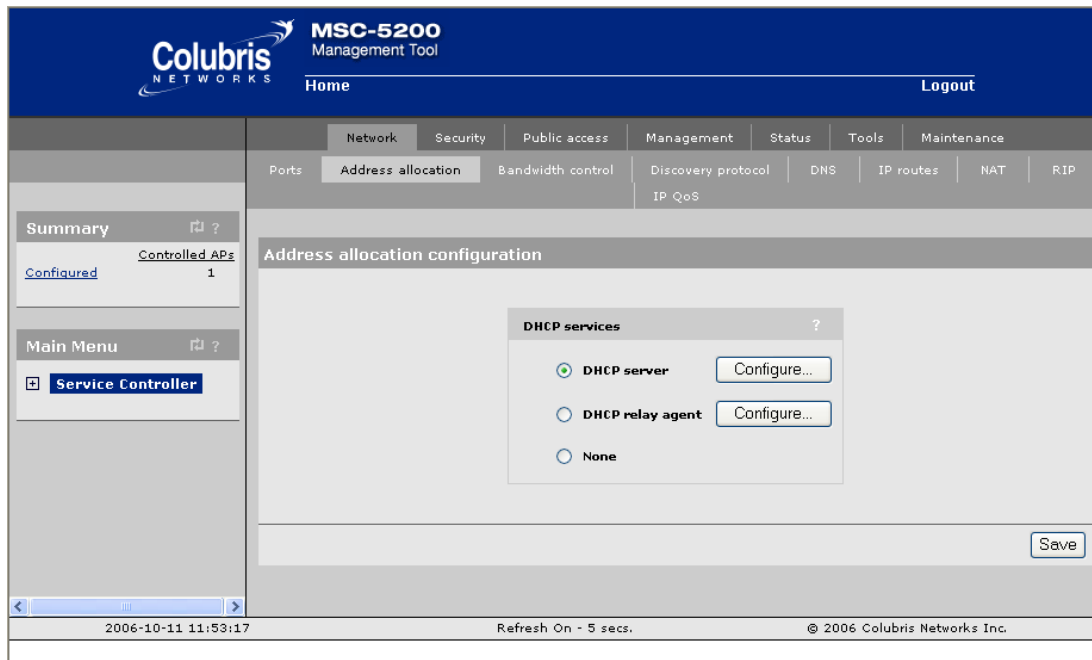 Colubris
NETWORKS
MSC-5200
Management Tool
Home
Logout
Network Security Public access Management Status Tools Maintenance
Ports Address allocation Bandwidth control Discovery protocol DNS IP routes NAT RIP
IP QoS
Summary ?
Controlled APs
Configured 1
Main Menu ?
+ Service Controller
Address allocation configuration
DHCP services ?
DHCP server Configure...
DHCP relay agent Configure...
None
Save
2006-10-11 11:53:17 Refresh On - 5 secs. © 2006 Colubris Networks Inc.